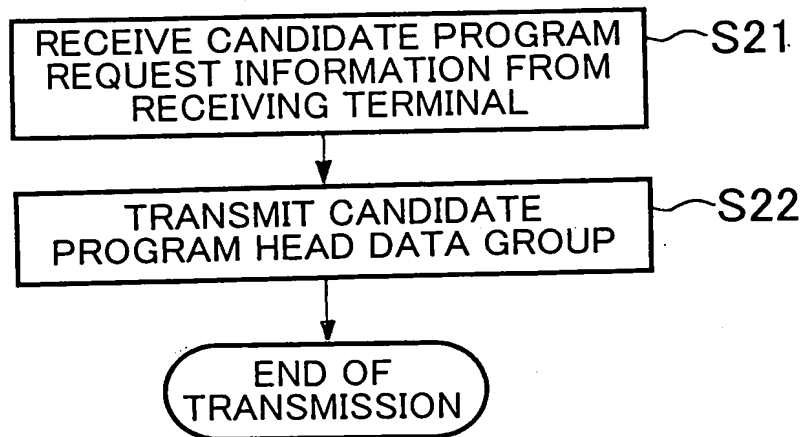 RECEIVE CANDIDATE PROGRAM
REQUEST INFORMATION FROM
RECEIVING TERMINAL
S21
TRANSMIT CANDIDATE
PROGRAM HEAD DATA GROUP
S22
END OF
TRANSMISSION